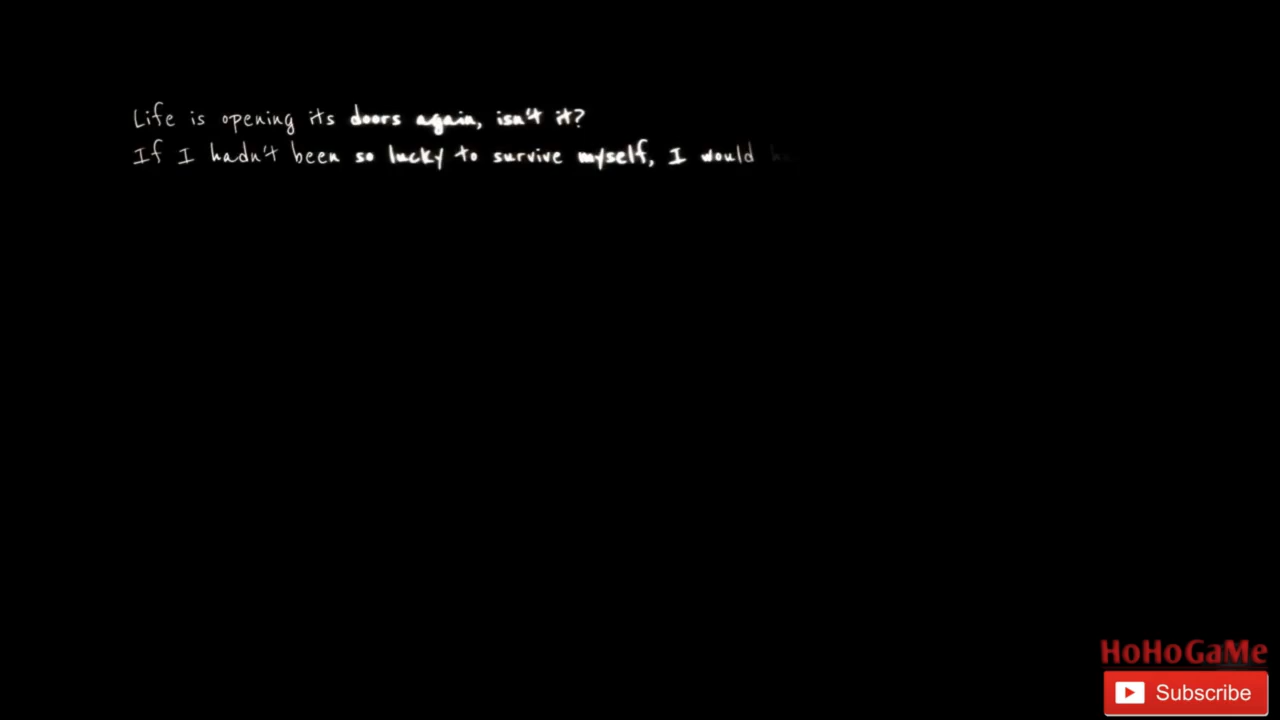 Life is opening its doors again, isn't it?
If I hadn't been so lucky to survive myself, I would
HoHoGaMe
Subscribe